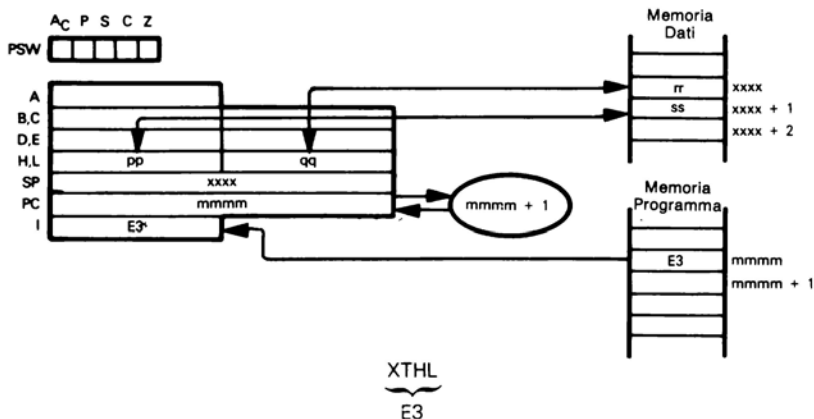 AC P S C Z
PSW
Memoria
Dati
A
rr xxxx
B,C
ss xxxx + 1
D,E
xxxx + 2
H,L pp qq
SP xxxx
Memoria
Programma
PC mmmm mmmm + 1
I E3
E3 mmmm
mmmm + 1
XTHL
E3